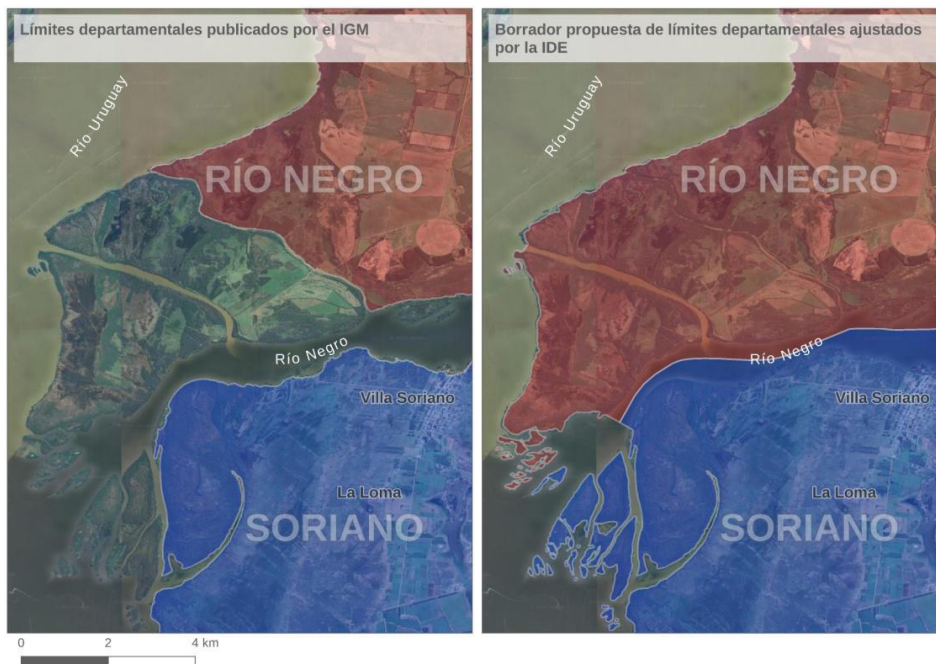 Límites departamentales publicados por el IGM
Río Uruguay
RÍO NEGRO
Río Negro
Villa Soriano
La Loma
SORIANO
Borrador propuesta de límites departamentales ajustados
por la IDE
Río Uruguay
RÍO NEGRO
Río Negro
Villa Soriano
La Loma
SORIANO
0 2 4 km